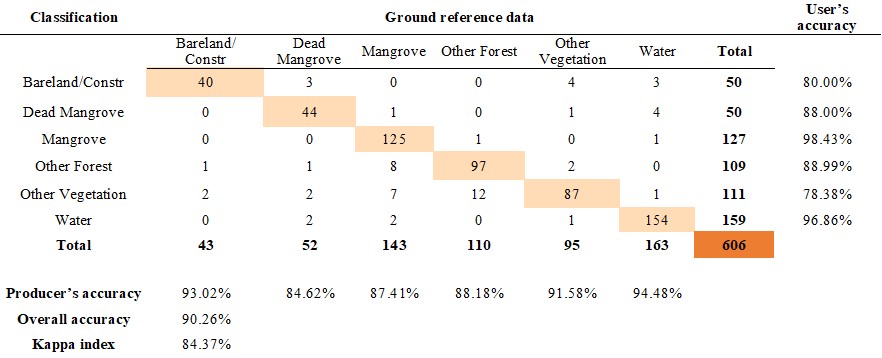 Classification Ground reference data User's accuracy
Bareland/Constr Dead Mangrove Mangrove Other Forest Other Vegetation Water Total
Bareland/Constr 40 3 0 0 4 3 50 80.00%
Dead Mangrove 0 44 1 0 1 4 50 88.00%
Mangrove 0 0 125 1 0 1 127 98.43%
Other Forest 1 1 8 97 2 0 109 88.99%
Other Vegetation 2 2 7 12 87 1 111 78.38%
Water 0 2 2 0 1 154 159 96.86%
Total 43 52 143 110 95 163 606
Producer's accuracy 93.02% 84.62% 87.41% 88.18% 91.58% 94.48%
Overall accuracy 90.26%
Kappa index 84.37%